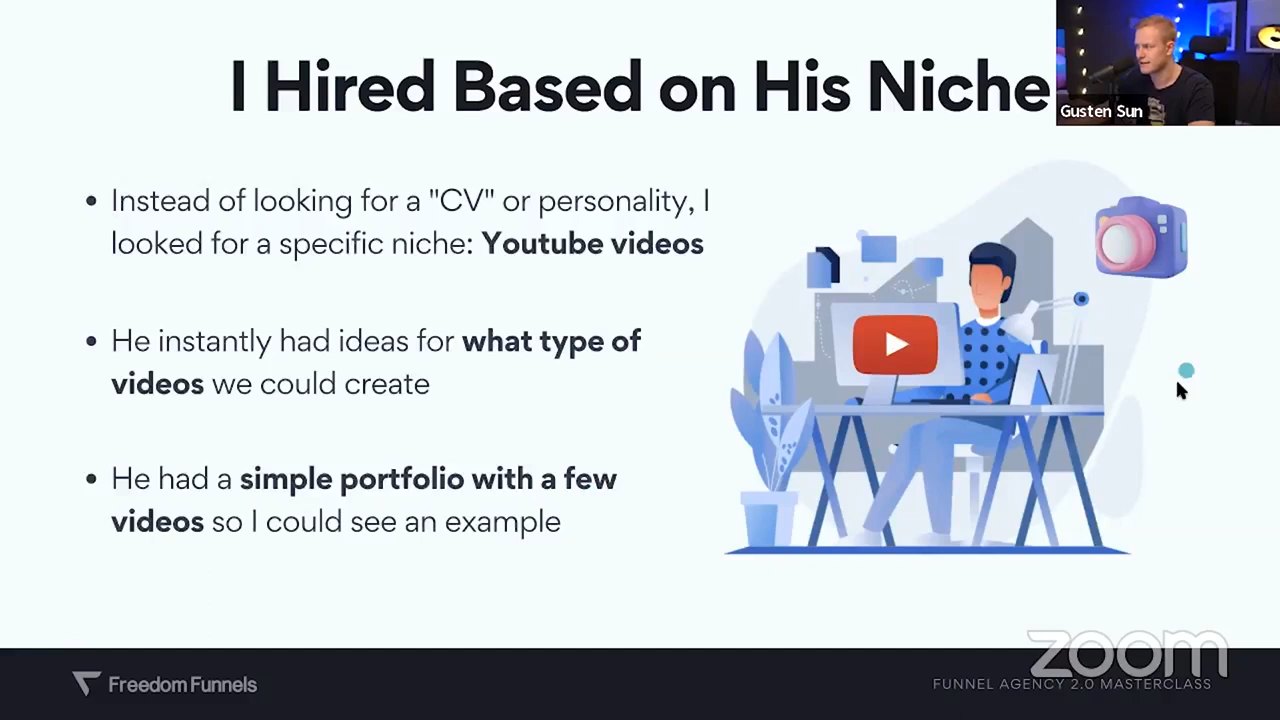 I Hired Based on His Niche
Gusten Sun
• Instead of looking for a "CV" or personality, I
looked for a specific niche: Youtube videos
• He instantly had ideas for what type of
videos we could create
• He had a simple portfolio with a few
videos so I could see an example
zoom
Freedom Funnels
FUNNEL AGENCY 2.0 MASTERCLASS